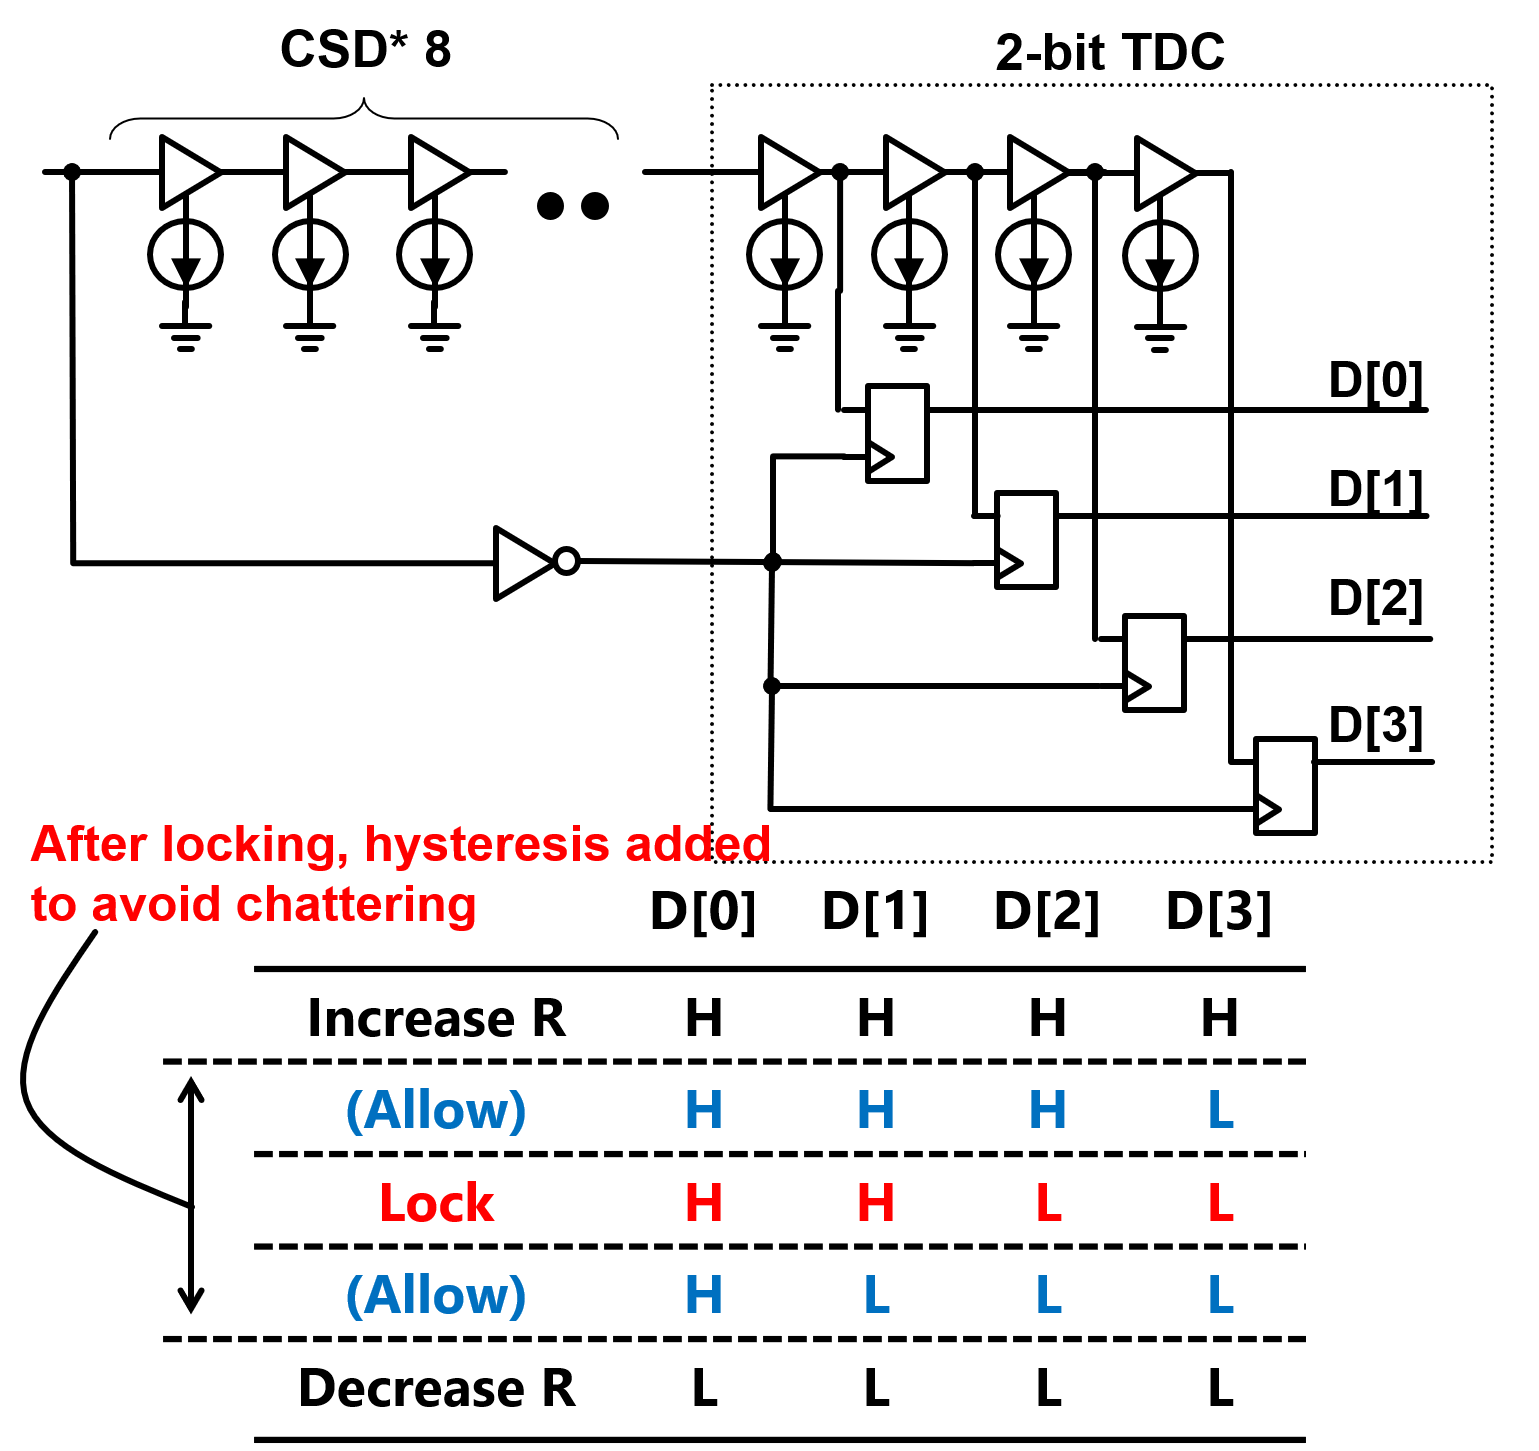 CSD* 8
2-bit TDC
D[0]
D[1]
D[2]
D[3]
After locking, hysteresis added
to avoid chattering
D[0] D[1] D[2] D[3]
Increase R H H H H
(Allow) H H H L
Lock H H L L
(Allow) H L L L
Decrease R L L L L